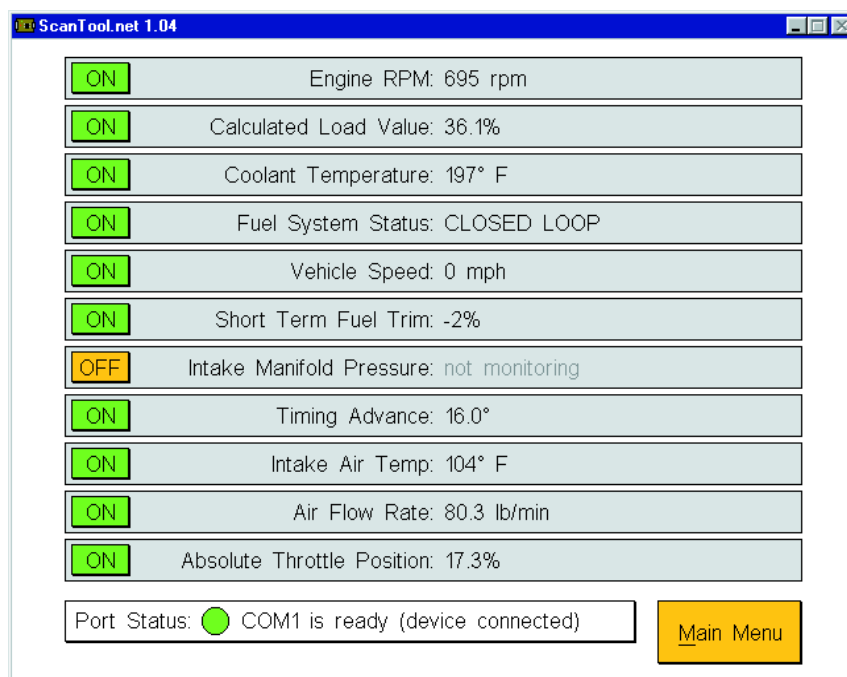 ScanTool.net 1.04
ON Engine RPM: 695 rpm
ON Calculated Load Value: 36.1%
ON Coolant Temperature: 197° F
ON Fuel System Status: CLOSED LOOP
ON Vehicle Speed: 0 mph
ON Short Term Fuel Trim: -2%
OFF Intake Manifold Pressure: not monitoring
ON Timing Advance: 16.0°
ON Intake Air Temp: 104° F
ON Air Flow Rate: 80.3 lb/min
ON Absolute Throttle Position: 17.3%
Port Status: COM1 is ready (device connected)
Main Menu